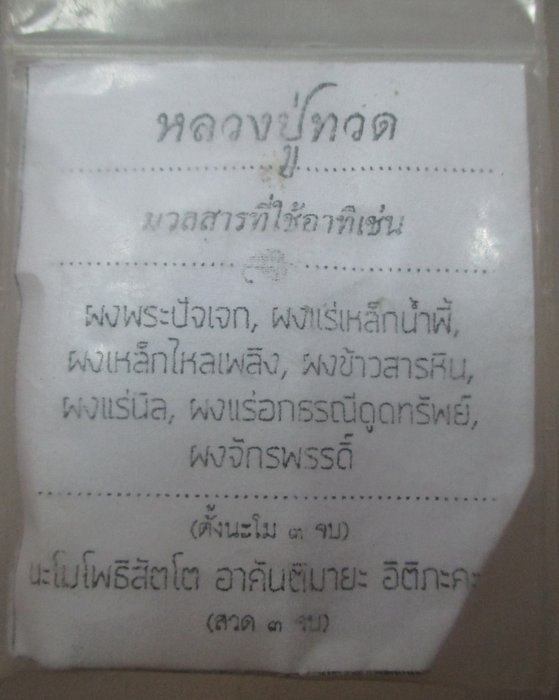 หลวงปู่ทวด
มวลสารที่ใช้อาทิเช่น
ผงพระปัจเจก, ผงแร่เหล็กน้ำพี้,
ผงเหล็กไหลเพลิง, ผงข้าวสารหิน,
ผงแร่นิล, ผงแร่อกธรณีดูดทรัพย์,
ผงจักรพรรดิ์
(ตั้งนะโม ๓ จบ)
นะโมโพธิสัตโต อาคันติมายะ อิติภะคะ
(สวด ๓ จบ)